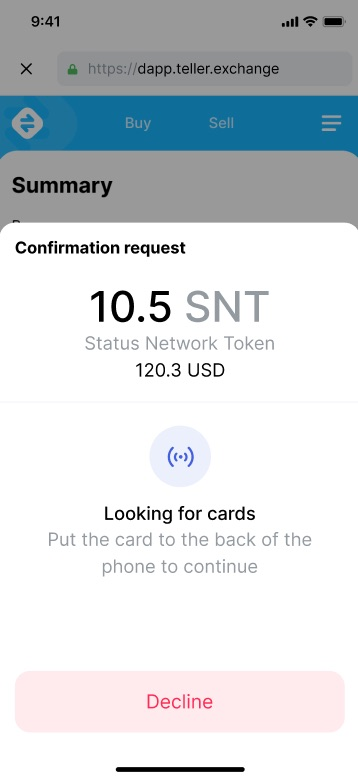 9:41
https://dapp.teller.exchange
Buy Sell
Summary
Confirmation request
10.5 SNT
Status Network Token
120.3 USD
Looking for cards
Put the card to the back of the
phone to continue
Decline